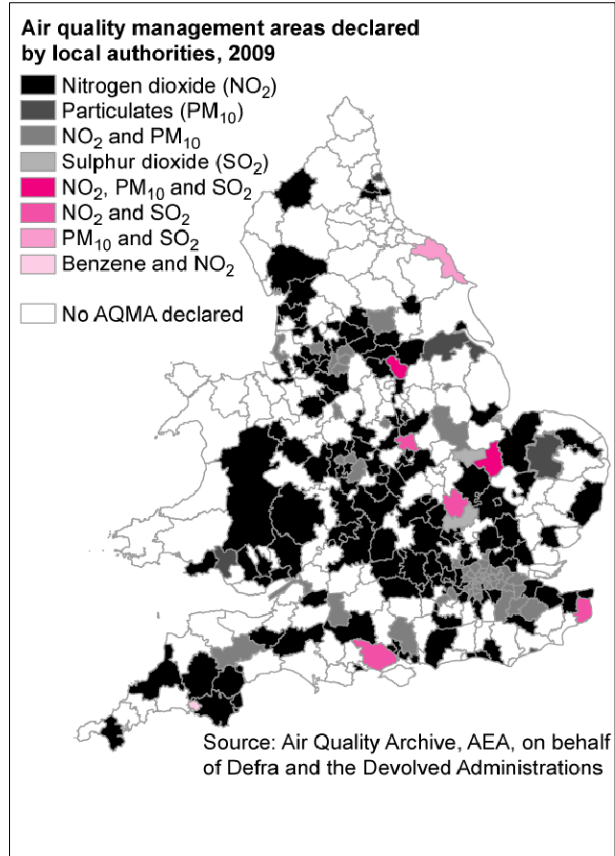 Air quality management areas declared
by local authorities, 2009
Nitrogen dioxide (NO₂)
Particulates (PM₁₀)
NO₂ and PM₁₀
Sulphur dioxide (SO₂)
NO₂, PM₁₀ and SO₂
NO₂ and SO₂
PM₁₀ and SO₂
Benzene and NO₂
No AQMA declared
Source: Air Quality Archive, AEA, on behalf
of Defra and the Devolved Administrations